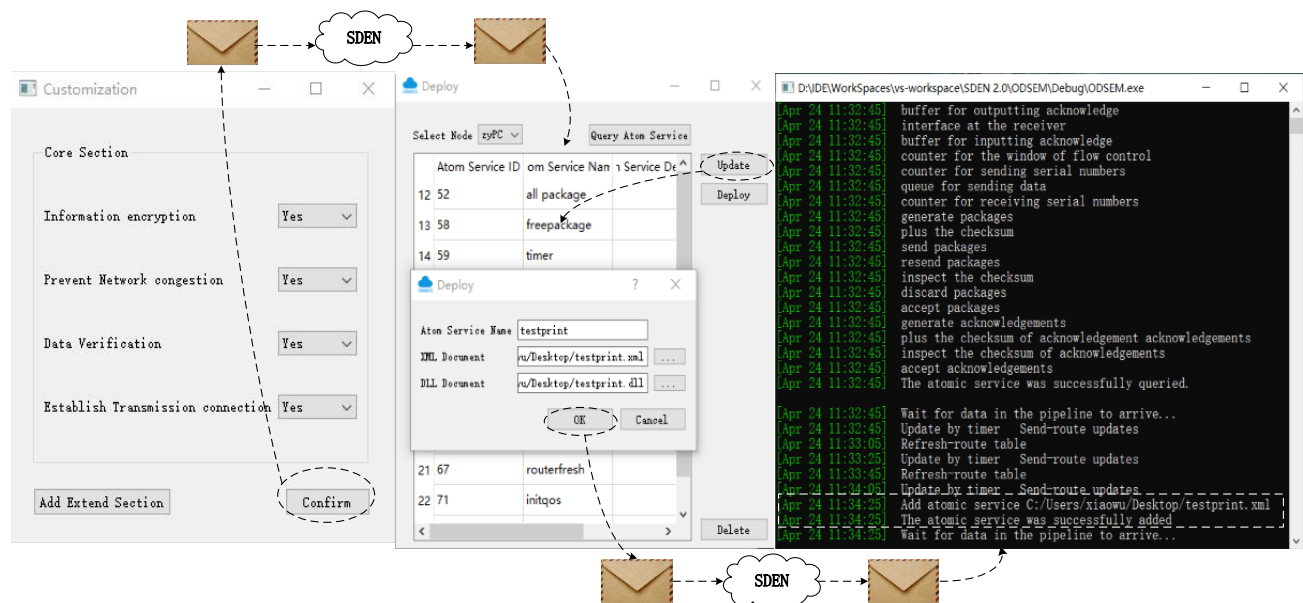 SDEN
Customization
Core Section
Information encryption Yes
Prevent Network congestion Yes
Data Verification Yes
Establish Transmission connection Yes
Add Extend Section Confirm
Deploy
Select Node zyPC Query Atom Service
Atom Service ID om Service Nam n Service De Update
12 52 all package Deploy
13 58 freepackage
14 59 timer
Deploy ?
Atom Service Name testprint
XML Document vu/Desktop/testprint.xml ...
DLL Document vu/Desktop/testprint.dll ...
OK Cancel
21 67 routerfresh
22 71 initqos
Delete
D:\IDE\WorkSpaces\vs-workspace\SDEN 2.0\ODSEM\Debug\ODSEM.exe
[Apr 24 11:32:45] buffer for outputting acknowledge
[Apr 24 11:32:45] interface at the receiver
[Apr 24 11:32:45] buffer for inputting acknowledge
[Apr 24 11:32:45] counter for the window of flow control
[Apr 24 11:32:45] counter for sending serial numbers
[Apr 24 11:32:45] queue for sending data
[Apr 24 11:32:45] counter for receiving serial numbers
[Apr 24 11:32:45] generate packages
[Apr 24 11:32:45] plus the checksum
[Apr 24 11:32:45] send packages
[Apr 24 11:32:45] resend packages
[Apr 24 11:32:45] inspect the checksum
[Apr 24 11:32:45] discard packages
[Apr 24 11:32:45] accept packages
[Apr 24 11:32:45] generate acknowledgements
[Apr 24 11:32:45] plus the checksum of acknowledgement acknowledgements
[Apr 24 11:32:45] inspect the checksum of acknowledgements
[Apr 24 11:32:45] accept acknowledgements
[Apr 24 11:32:45] The atomic service was successfully queried.
[Apr 24 11:32:45] Wait for data in the pipeline to arrive...
[Apr 24 11:32:45] Update by timer Send-route updates
[Apr 24 11:33:05] Refresh-route table
[Apr 24 11:33:25] Update by timer Send-route updates
[Apr 24 11:33:45] Refresh-route table
[Apr 24 11:34:05] Update by timer Send-route updates
[Apr 24 11:34:25] Add atomic service C:/Users/xiaowu/Desktop/testprint.xml
[Apr 24 11:34:25] The atomic service was successfully added
[Apr 24 11:34:25] Wait for data in the pipeline to arrive...
SDEN